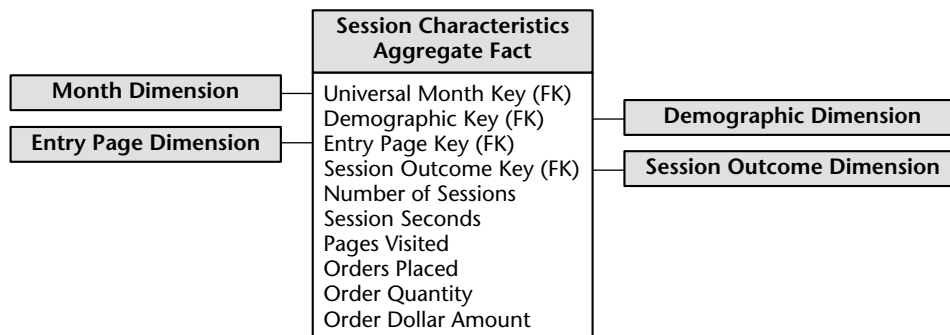 Session Characteristics
Aggregate Fact
Month Dimension
Entry Page Dimension
Universal Month Key (FK)
Demographic Key (FK)
Entry Page Key (FK)
Session Outcome Key (FK)
Number of Sessions
Session Seconds
Pages Visited
Orders Placed
Order Quantity
Order Dollar Amount
Demographic Dimension
Session Outcome Dimension